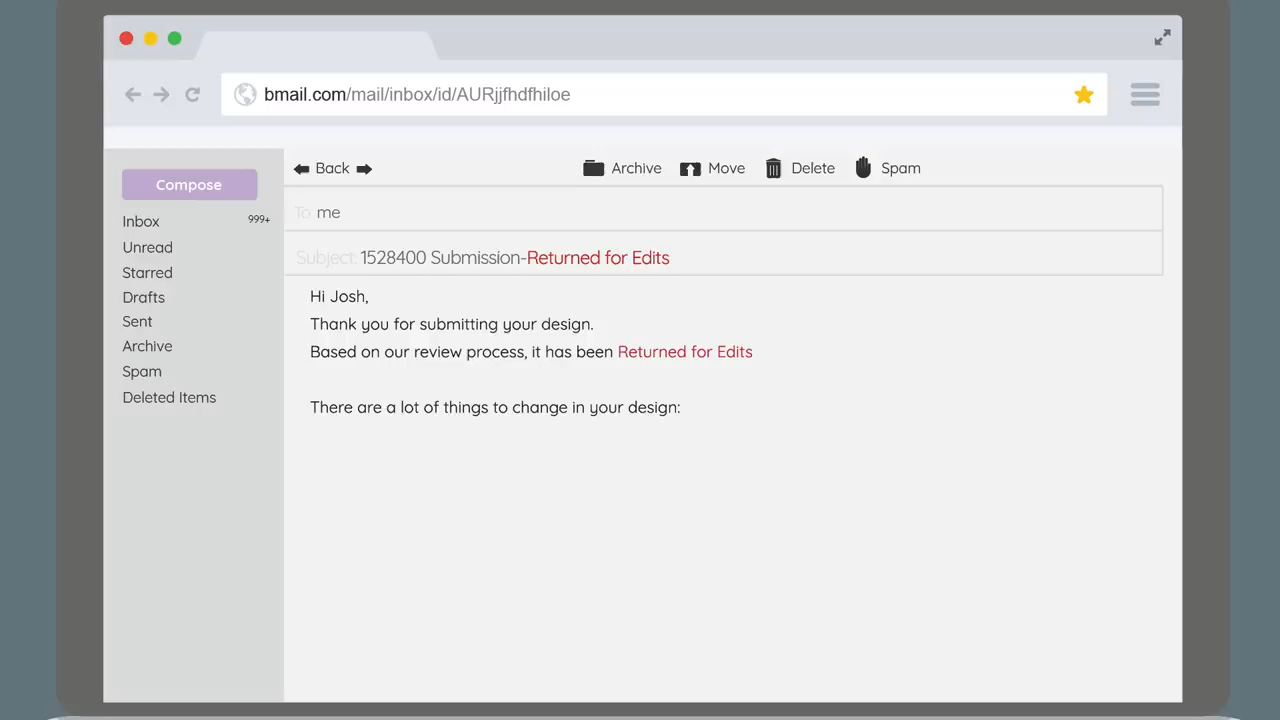 bmail.com/mail/inbox/id/AURjjfhdfhiloe
Back
Archive
Move
Delete
Spam
Compose
Inbox 999+
Unread
Starred
Drafts
Sent
Archive
Spam
Deleted Items
To me
Subject: 1528400 Submission-Returned for Edits
Hi Josh,
Thank you for submitting your design.
Based on our review process, it has been Returned for Edits
There are a lot of things to change in your design: